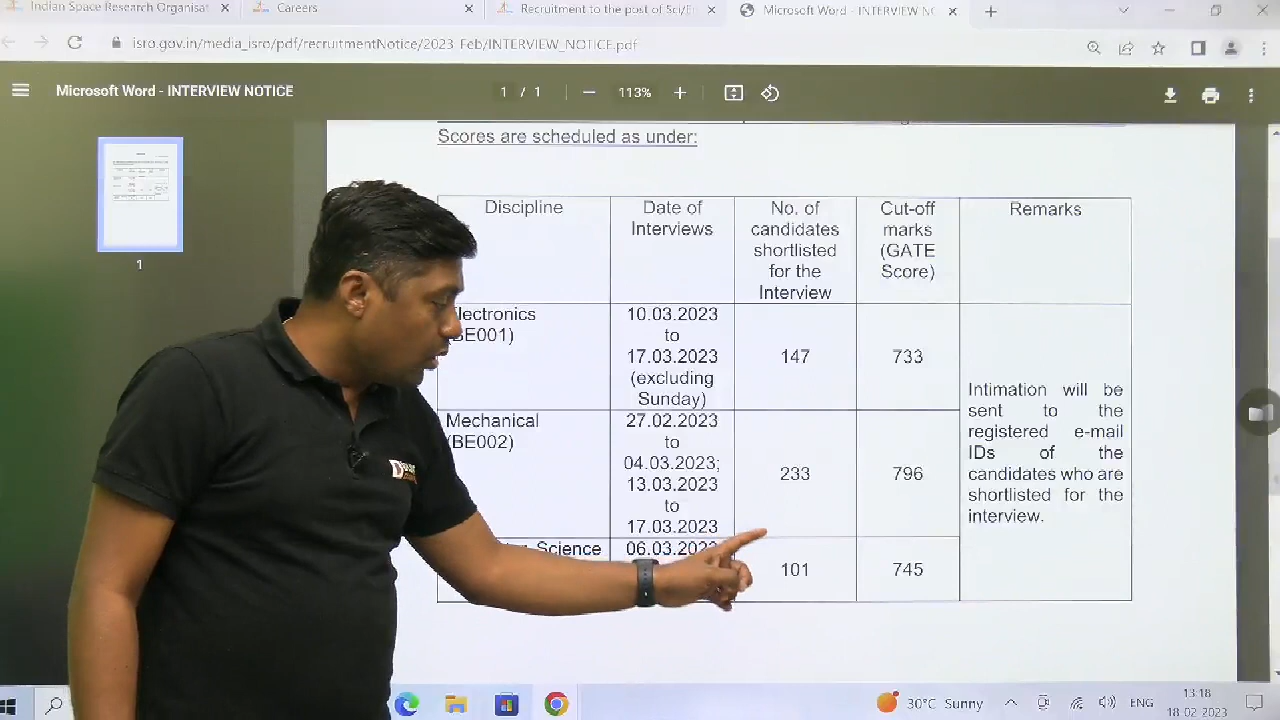 Indian Space Research Organisat
Careers
Recruitment to the post of Sci/E
Microsoft Word - INTERVIEW NO
isro.gov.in/media_isro/pdf/recruitmentNotice/2023_Feb/INTERVIEW_NOTICE.pdf
Microsoft Word - INTERVIEW NOTICE
1 / 1
113%
Scores are scheduled as under:
1
Discipline
Date of
Interviews
No. of
candidates
shortlisted
for the
Interview
Cut-off
marks
(GATE
Score)
Remarks
lectronics
(BE001)
10.03.2023
to
17.03.2023
(excluding
Sunday)
147
733
Mechanical
(BE002)
27.02.2023
to
04.03.2023;
13.03.2023
to
17.03.2023
233
796
Science
06.03.2023
101
745
Intimation will be
sent to the
registered e-mail
IDs of the
candidates who are
shortlisted for the
interview.
30°C Sunny
ENG
13:18
18-02-2023